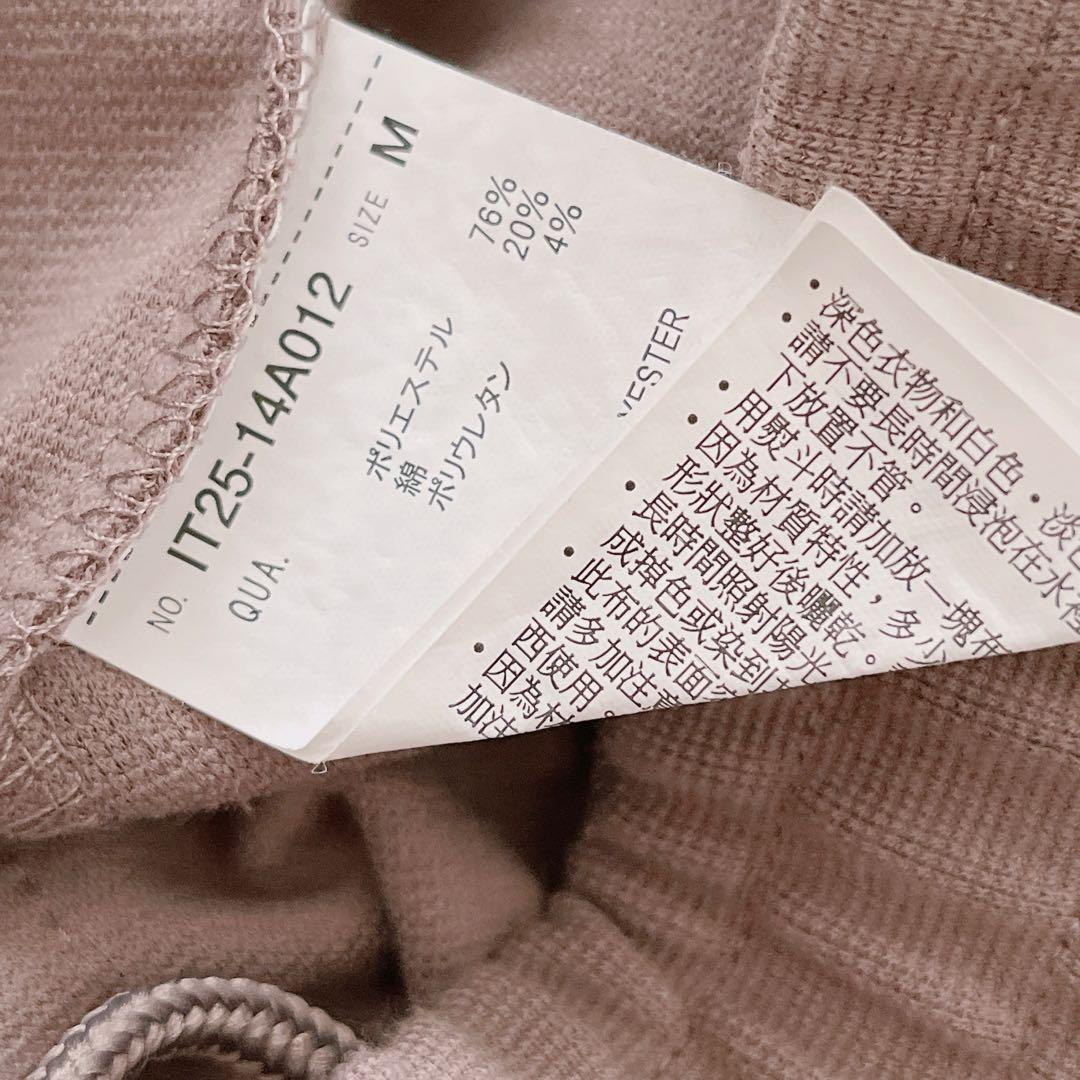 NO. IT25-14A012 SIZE M
QUA.
ポリエステル 76%
綿 20%
ポリウレタン 4%
YESTER
• 深色衣物和白色•淡色
• 請不要長時間浸泡在水裡
下放置不管。
• 用熨斗時請加放一塊布
• 因為材質特性,多少
形狀整好後曬乾。
• 長時間照射陽光
成掉色或染到
• 此布的表面
請多加注意
西使用。
• 因為材
加注